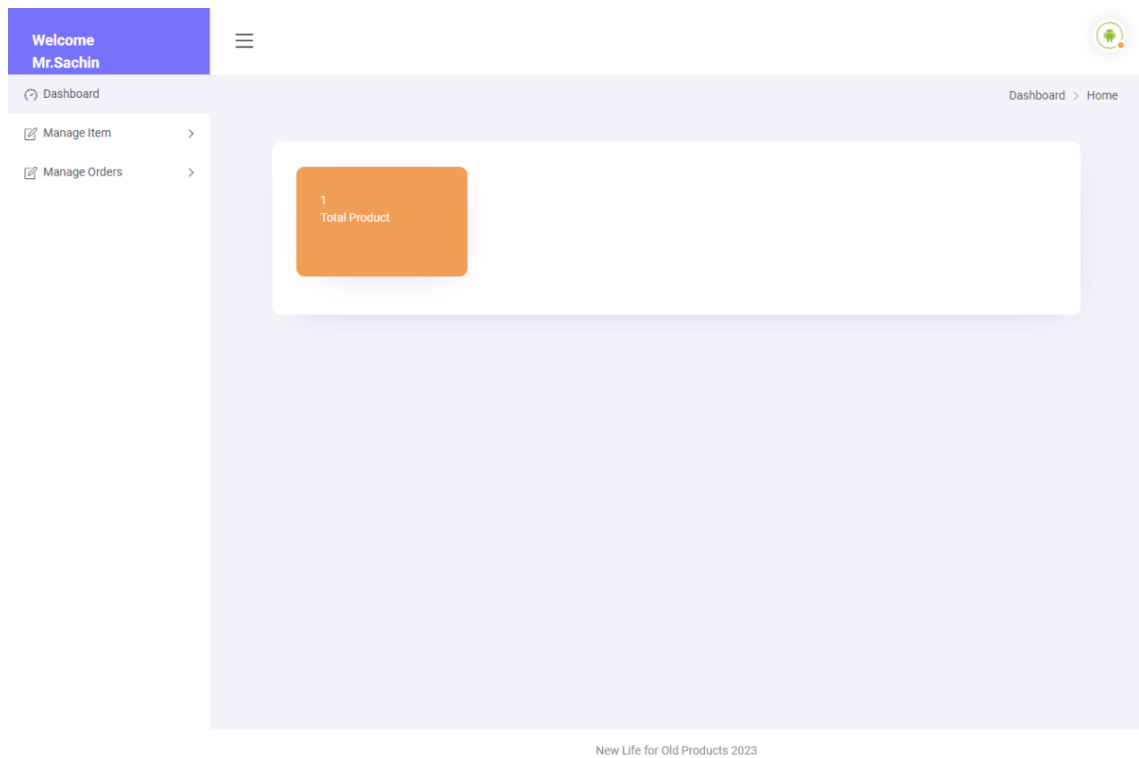 Welcome
Mr.Sachin
Dashboard
Manage Item
Manage Orders
Dashboard > Home
1
Total Product
New Life for Old Products 2023